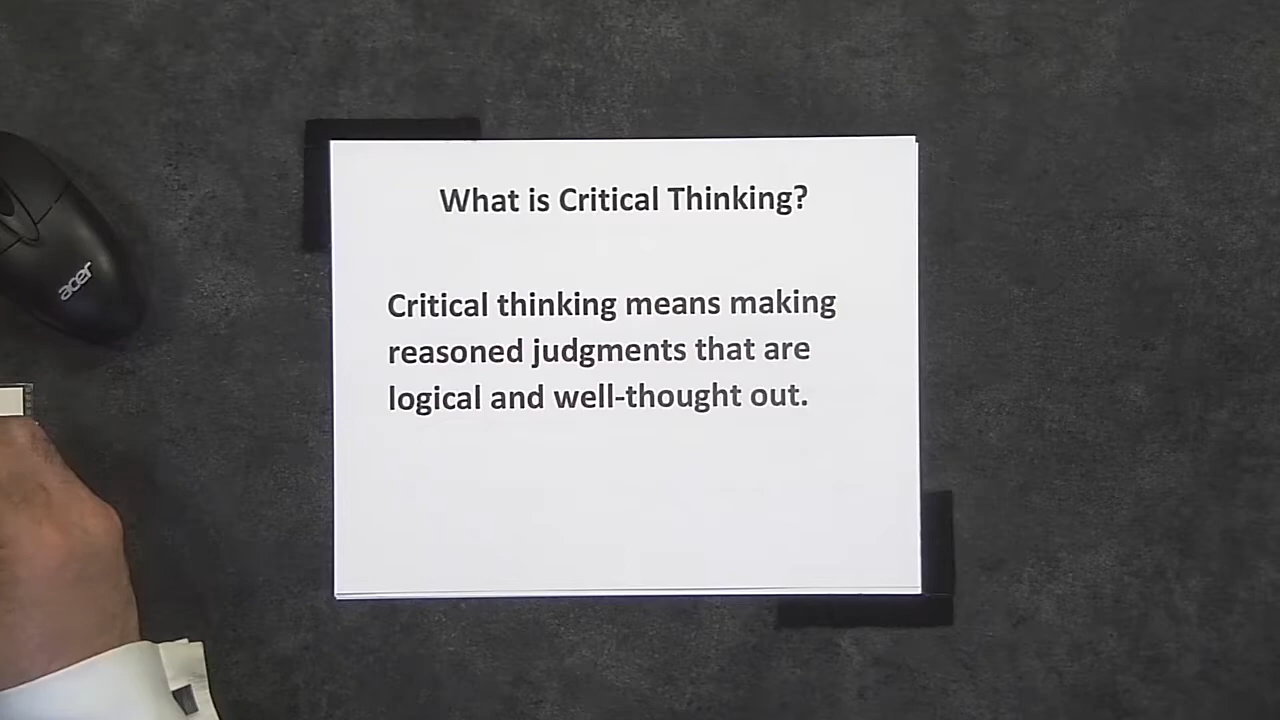 What is Critical Thinking?
Critical thinking means making
reasoned judgments that are
logical and well-thought out.
acer